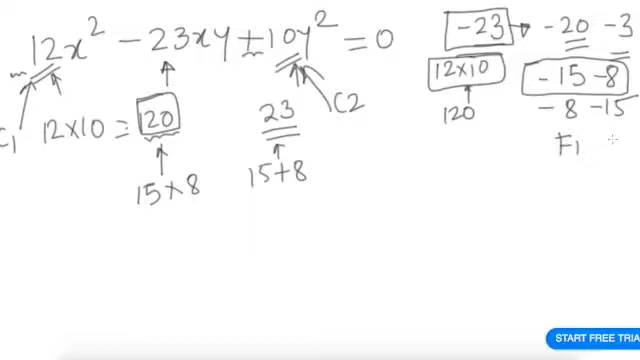 12x² - 23xy + 10y² = 0
C1
12×10 = 120
23
C2
15×8
15+8
-23 → -20 -3
12×10
-15 -8
120
-8 -15
F1
START FREE TRIA